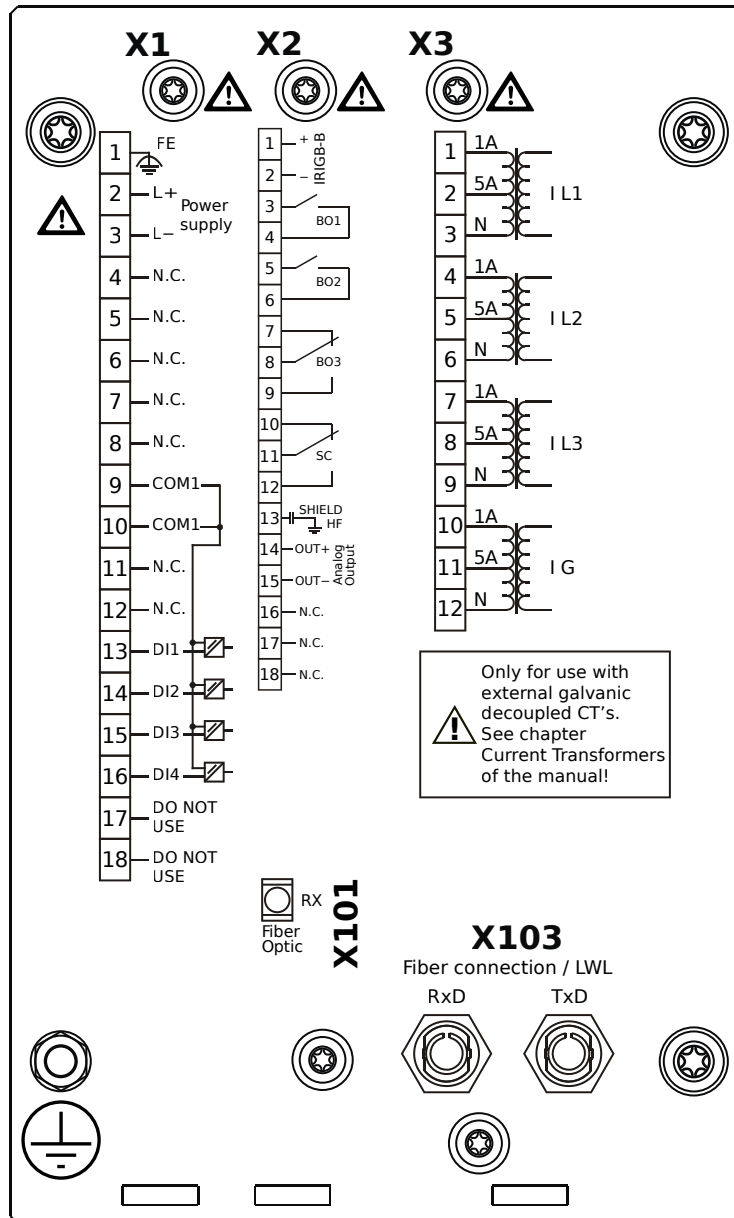 X1
X2
X3
1 FE
2 L+
Power
supply
3 L−
4 N.C.
5 N.C.
6 N.C.
7 N.C.
8 N.C.
9 COM1
10 COM1
11 N.C.
12 N.C.
13 DI1
14 DI2
15 DI3
16 DI4
17 DO NOT
USE
18 DO NOT
USE
1 +
2 −
IRIGB-B
3
BO1
4
5
BO2
6
7
8 BO3
9
10
11 SC
12
13 SHIELD
HF
14 OUT+
15 OUT−
Analog
Output
16 N.C.
17 N.C.
18 N.C.
1 1A
2 5A I L1
3 N
4 1A
5 5A I L2
6 N
7 1A
8 5A I L3
9 N
10 1A
11 5A I G
12 N
Only for use with
external galvanic
decoupled CT's.
See chapter
Current Transformers
of the manual!
RX
Fiber
Optic
X101
X103
Fiber connection / LWL
RxD TxD